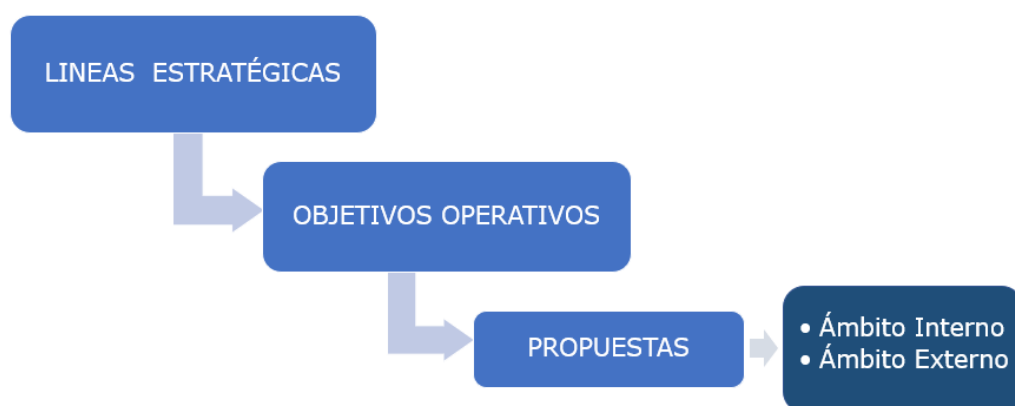 LINEAS ESTRATÉGICAS
OBJETIVOS OPERATIVOS
PROPUESTAS
• Ámbito Interno
• Ámbito Externo